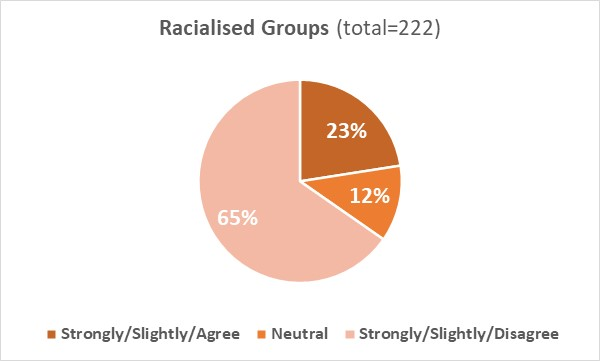 Racialised Groups (total=222)
23%
12%
65%
Strongly/Slightly/Agree Neutral Strongly/Slightly/Disagree